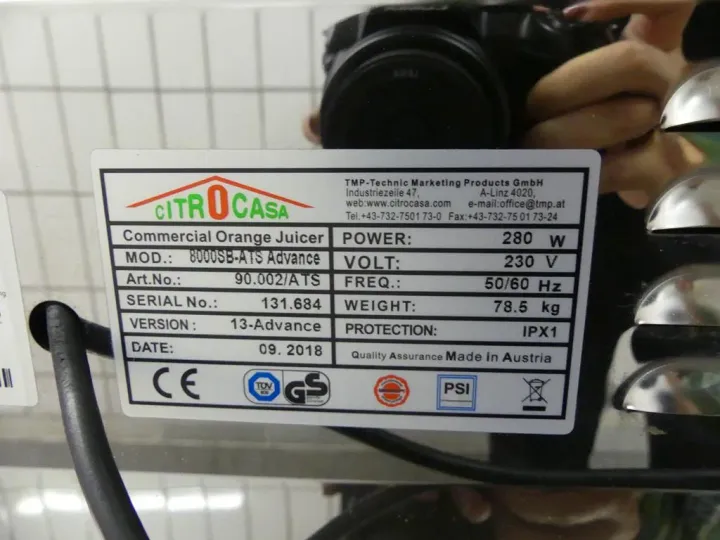 CITROCASA
TMP-Technic Marketing Products GmbH
Industriezeile 47, A-Linz 4020,
web:www.citrocasa.com e-mail:office@tmp.at
Tel.+43-732-7501 73-0 Fax:+43-732-75 01 73-24
Commercial Orange Juicer
MOD.: 8000SB-ATS Advance
Art.No.: 90.002/ATS
SERIAL No.: 131.684
VERSION : 13-Advance
DATE: 09. 2018
POWER: 280 W
VOLT: 230 V
FREQ.: 50/60 Hz
WEIGHT: 78.5 kg
PROTECTION: IPX1
Quality Assurance Made in Austria
CE
TÜV
GS
PSI